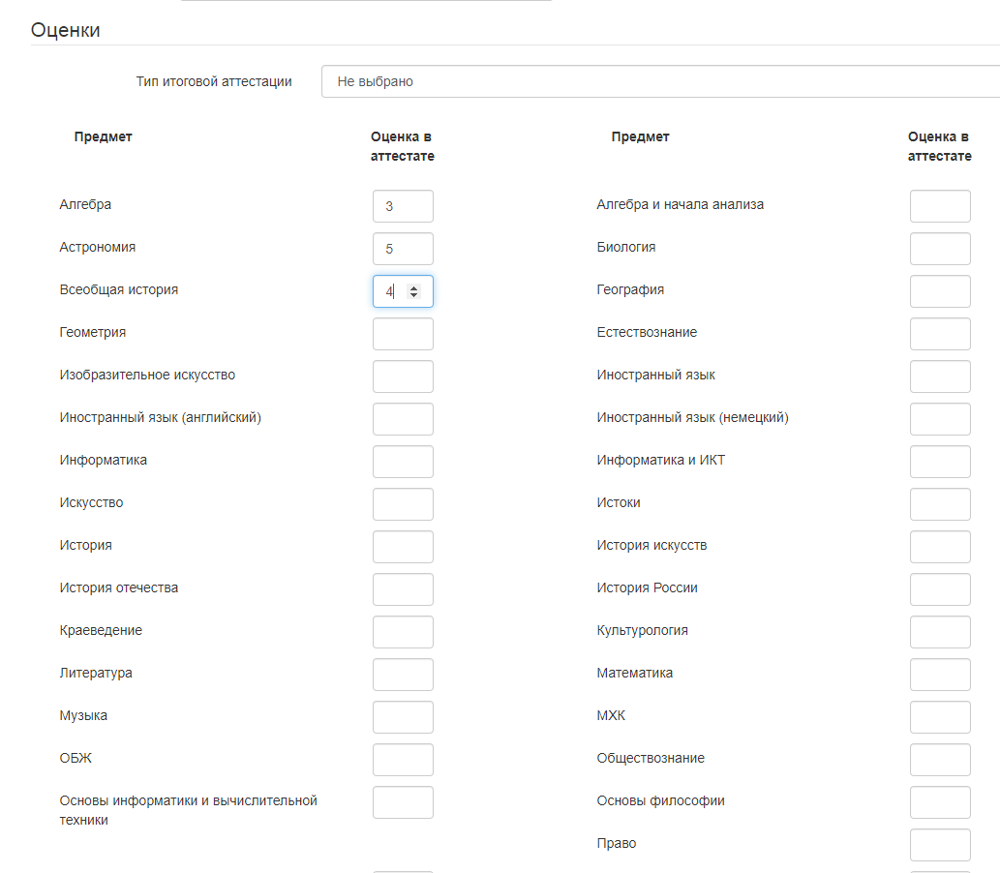 Оценки
Тип итоговой аттестации Не выбрано
Предмет Оценка в Предмет Оценка в
аттестате аттестате
Алгебра 3 Алгебра и начала анализа
Астрономия 5 Биология
Всеобщая история 4 География
Геометрия Естествознание
Изобразительное искусство Иностранный язык
Иностранный язык (английский) Иностранный язык (немецкий)
Информатика Информатика и ИКТ
Искусство Истоки
История История искусств
История отечества История России
Краеведение Культурология
Литература Математика
Музыка МХК
ОБЖ Обществознание
Основы информатики и вычислительной Основы философии
техники
Право